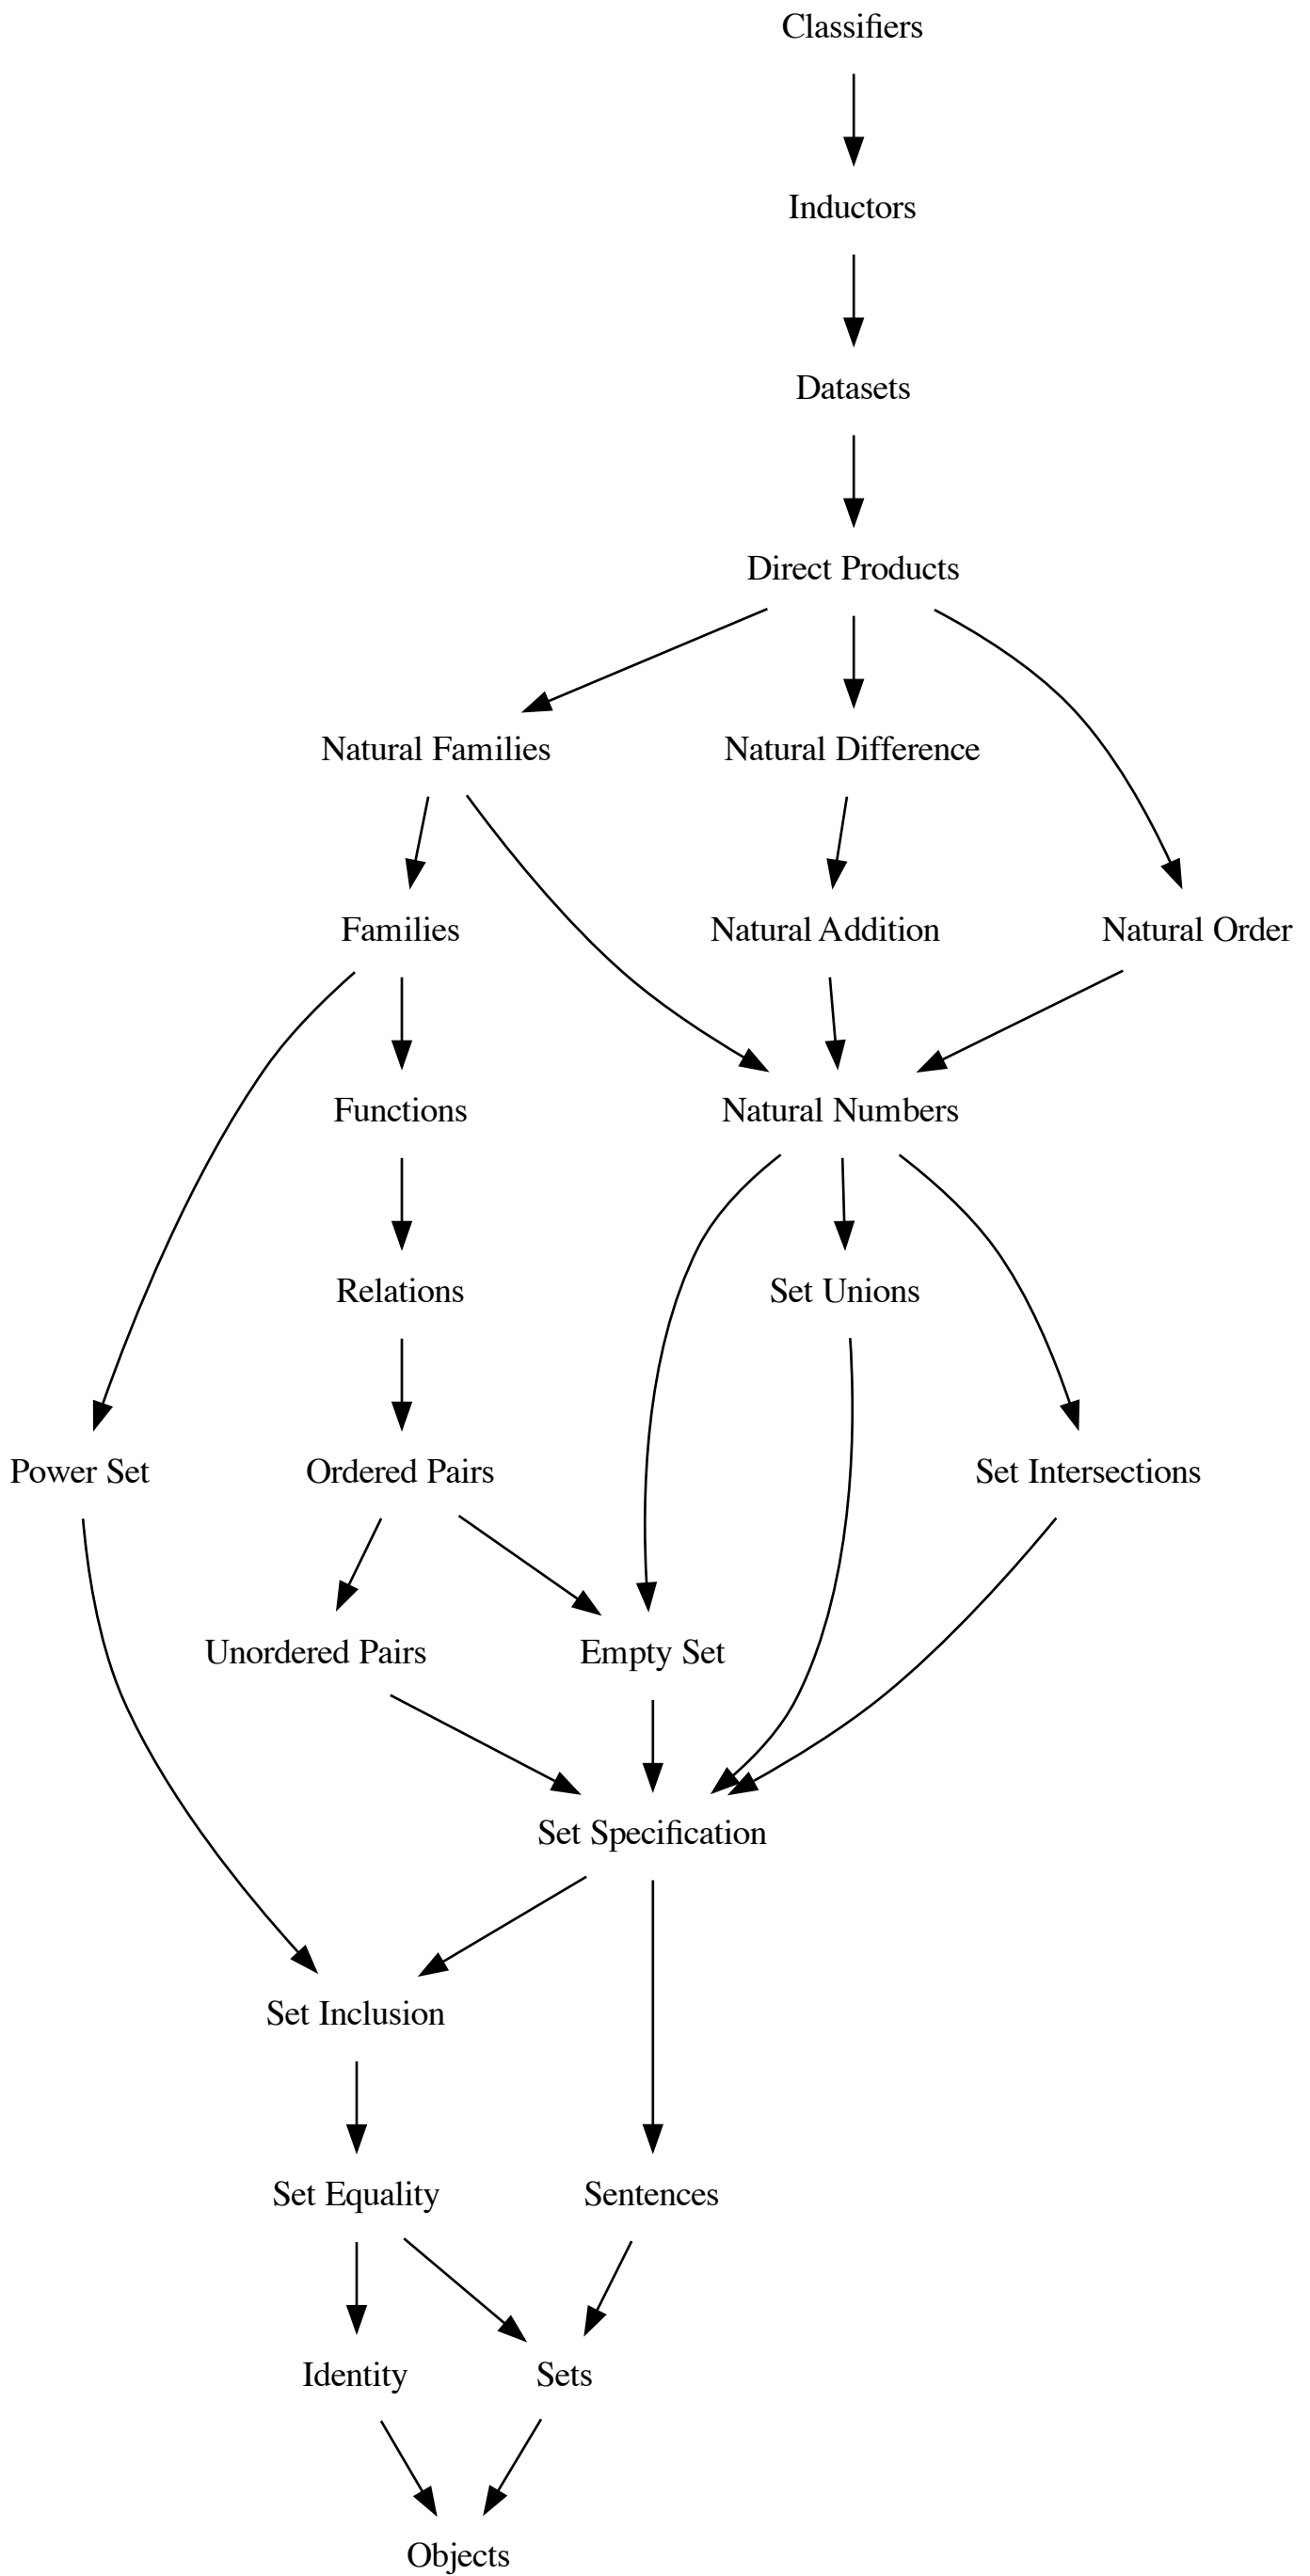 Classifiers
Inductors
Datasets
Direct Products
Natural Families
Natural Difference
Families
Natural Addition
Natural Order
Functions
Natural Numbers
Relations
Set Unions
Power Set
Ordered Pairs
Set Intersections
Unordered Pairs
Empty Set
Set Specification
Set Inclusion
Set Equality
Sentences
Identity
Sets
Objects